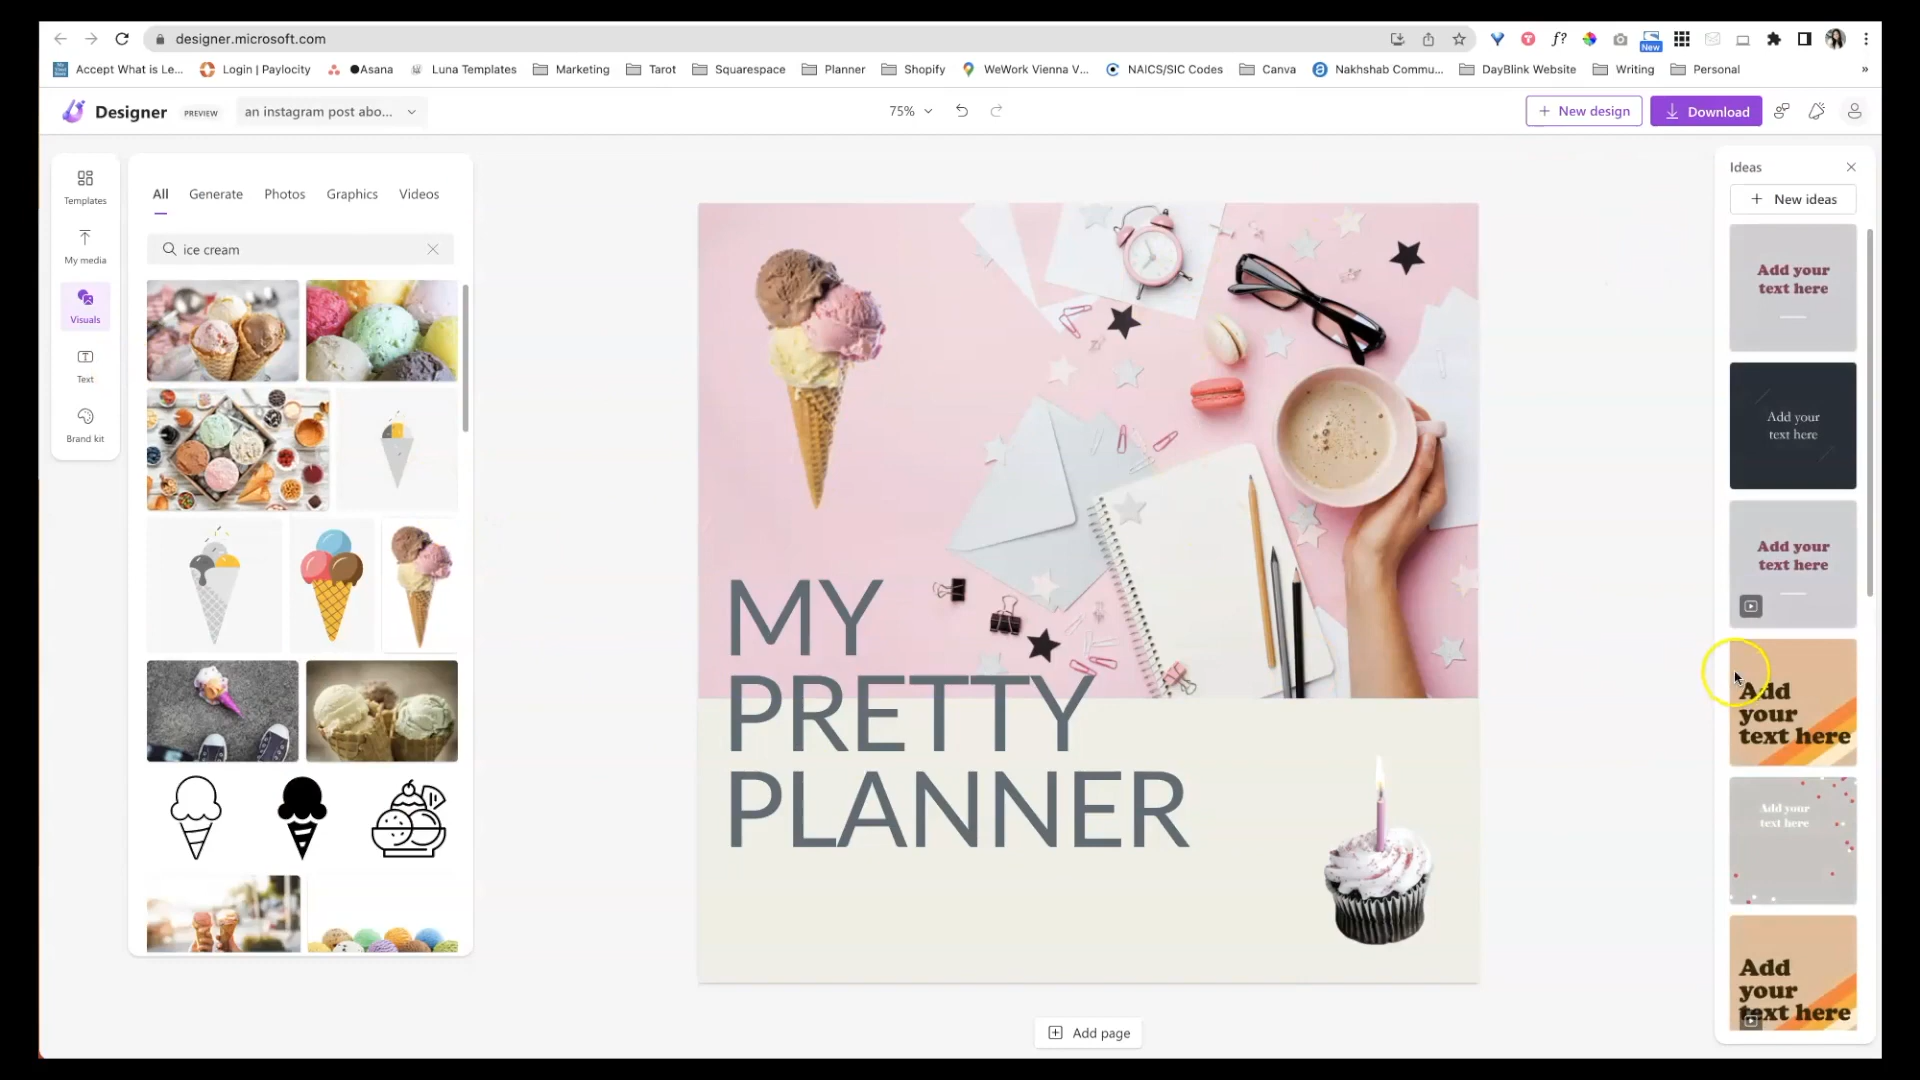 designer.microsoft.com
New
Accept What is Le...
Login | Paylocity
Asana
Luna Templates
Marketing
Tarot
Squarespace
Planner
Shopify
WeWork Vienna V...
NAICS/SIC Codes
Canva
Nakhshab Commu...
DayBlink Website
Writing
Personal
»
Designer
PREVIEW
an instagram post abo...
75%
+ New design
Download
Templates
My media
Visuals
Text
Brand kit
All
Generate
Photos
Graphics
Videos
ice cream
MY
PRETTY
PLANNER
Add page
Ideas
+ New ideas
Add your
text here
Add your
text here
Add your
text here
Add
your
text here
Add your
text here
Add
your
text here